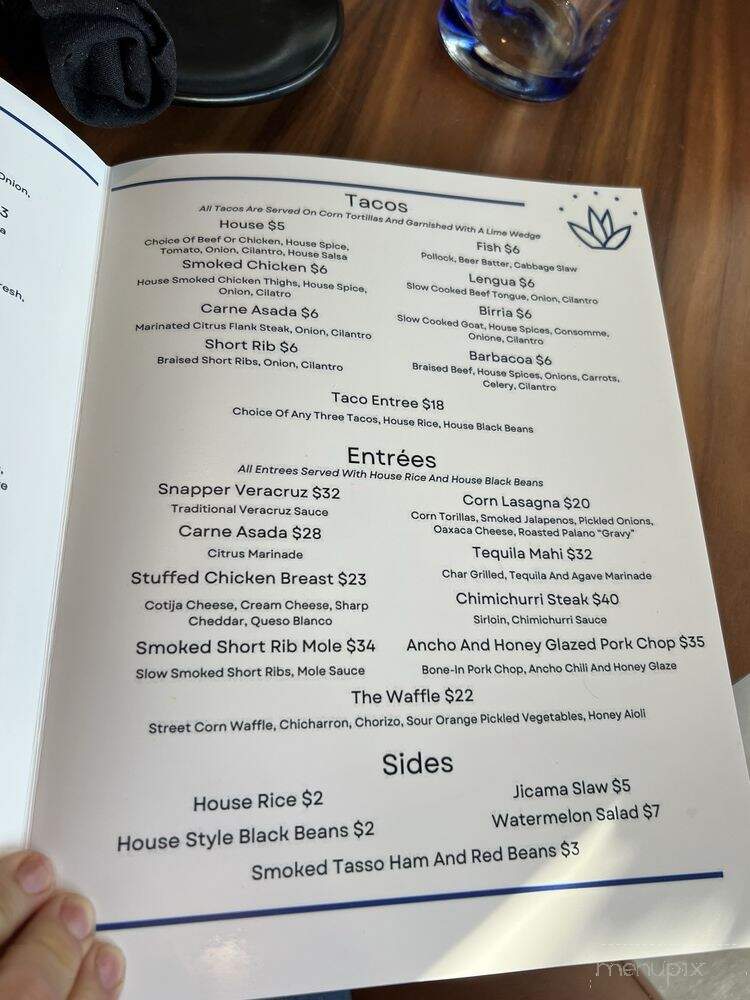 Onion,
3
a
resh.
e
Tacos
All Tacos Are Served On Corn Tortillas And Garnished With A Lime Wedge
House $5
Choice Of Beef Or Chicken, House Spice,
Tomato, Onion, Cilantro, House Salsa
Smoked Chicken $6
House Smoked Chicken Thighs, House Spice,
Onion, Cilatro
Carne Asada $6
Marinated Citrus Flank Steak, Onion, Cilantro
Short Rib $6
Braised Short Ribs, Onion, Cilantro
Fish $6
Pollock, Beer Batter, Cabbage Slaw
Lengua $6
Slow Cooked Beef Tongue, Onion, Cilantro
Birria $6
Slow Cooked Goat, House Spices, Consomme,
Onione, Cilantro
Barbacoa $6
Braised Beef, House Spices, Onions, Carrots,
Celery, Cilantro
Taco Entree $18
Choice Of Any Three Tacos, House Rice, House Black Beans
Entrées
All Entrees Served With House Rice And House Black Beans
Snapper Veracruz $32
Traditional Veracruz Sauce
Carne Asada $28
Citrus Marinade
Stuffed Chicken Breast $23
Cotija Cheese, Cream Cheese, Sharp
Cheddar, Queso Blanco
Smoked Short Rib Mole $34
Slow Smoked Short Ribs, Mole Sauce
Corn Lasagna $20
Corn Torillas, Smoked Jalapenos, Pickled Onions,
Oaxaca Cheese, Roasted Palano "Gravy"
Tequila Mahi $32
Char Grilled, Tequila And Agave Marinade
Chimichurri Steak $40
Sirloin, Chimichurri Sauce
Ancho And Honey Glazed Pork Chop $35
Bone-In Pork Chop, Ancho Chili And Honey Glaze
The Waffle $22
Street Corn Waffle, Chicharron, Chorizo, Sour Orange Pickled Vegetables, Honey Aioli
Sides
House Rice $2
House Style Black Beans $2
Jicama Slaw $5
Watermelon Salad $7
Smoked Tasso Ham And Red Beans $3
menupix